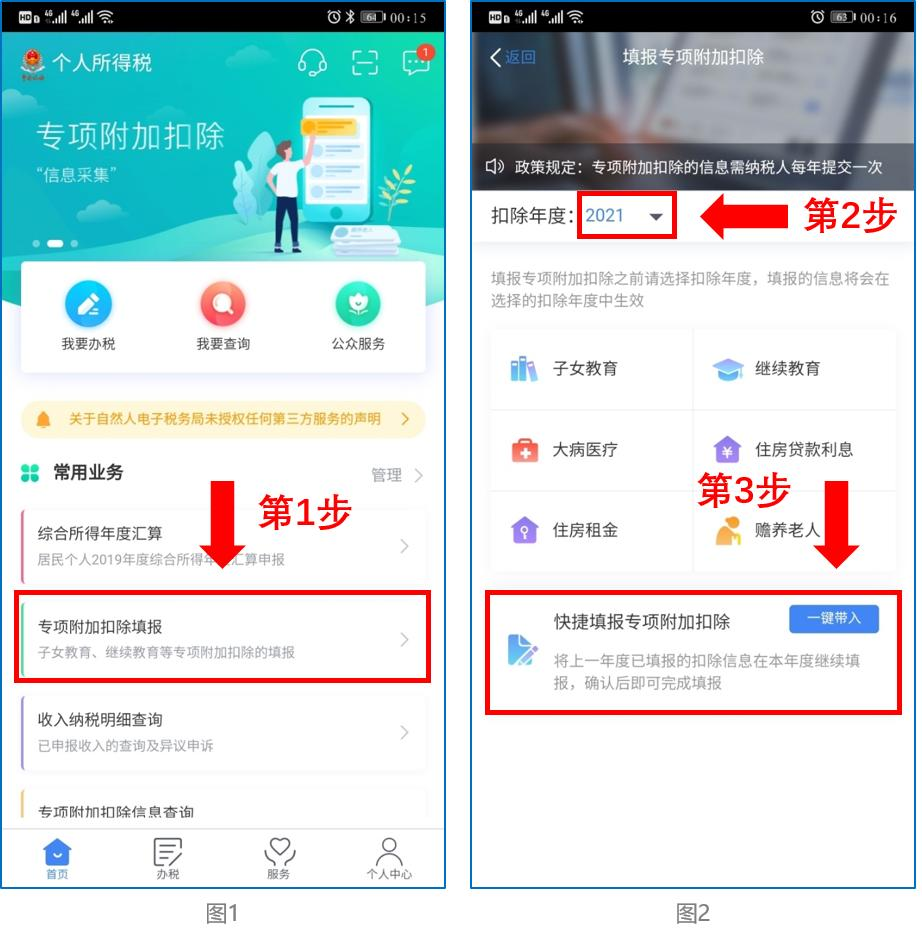 HD 4G 4G 64 00:15
个人所得税
1
专项附加扣除
“信息采集”
我要办税
我要查询
公众服务
关于自然人电子税务局未授权任何第三方服务的声明
常用业务
管理
第1步
综合所得年度汇算
居民个人2019年度综合所得年度汇算申报
专项附加扣除填报
子女教育、继续教育等专项附加扣除的填报
收入纳税明细查询
已申报收入的查询及异议申诉
专项附加扣除信息查询
首页
办税
服务
个人中心
图1
HD 4G 4G 63 00:16
返回
填报专项附加扣除
政策规定：专项附加扣除的信息需纳税人每年提交一次
扣除年度：
2021
第2步
填报专项附加扣除之前请选择扣除年度，填报的信息将会在
选择的扣除年度中生效
子女教育
继续教育
大病医疗
住房贷款利息
第3步
住房租金
赡养老人
快捷填报专项附加扣除
一键带入
将上一年度已填报的扣除信息在本年度继续填
报，确认后即可完成填报
图2